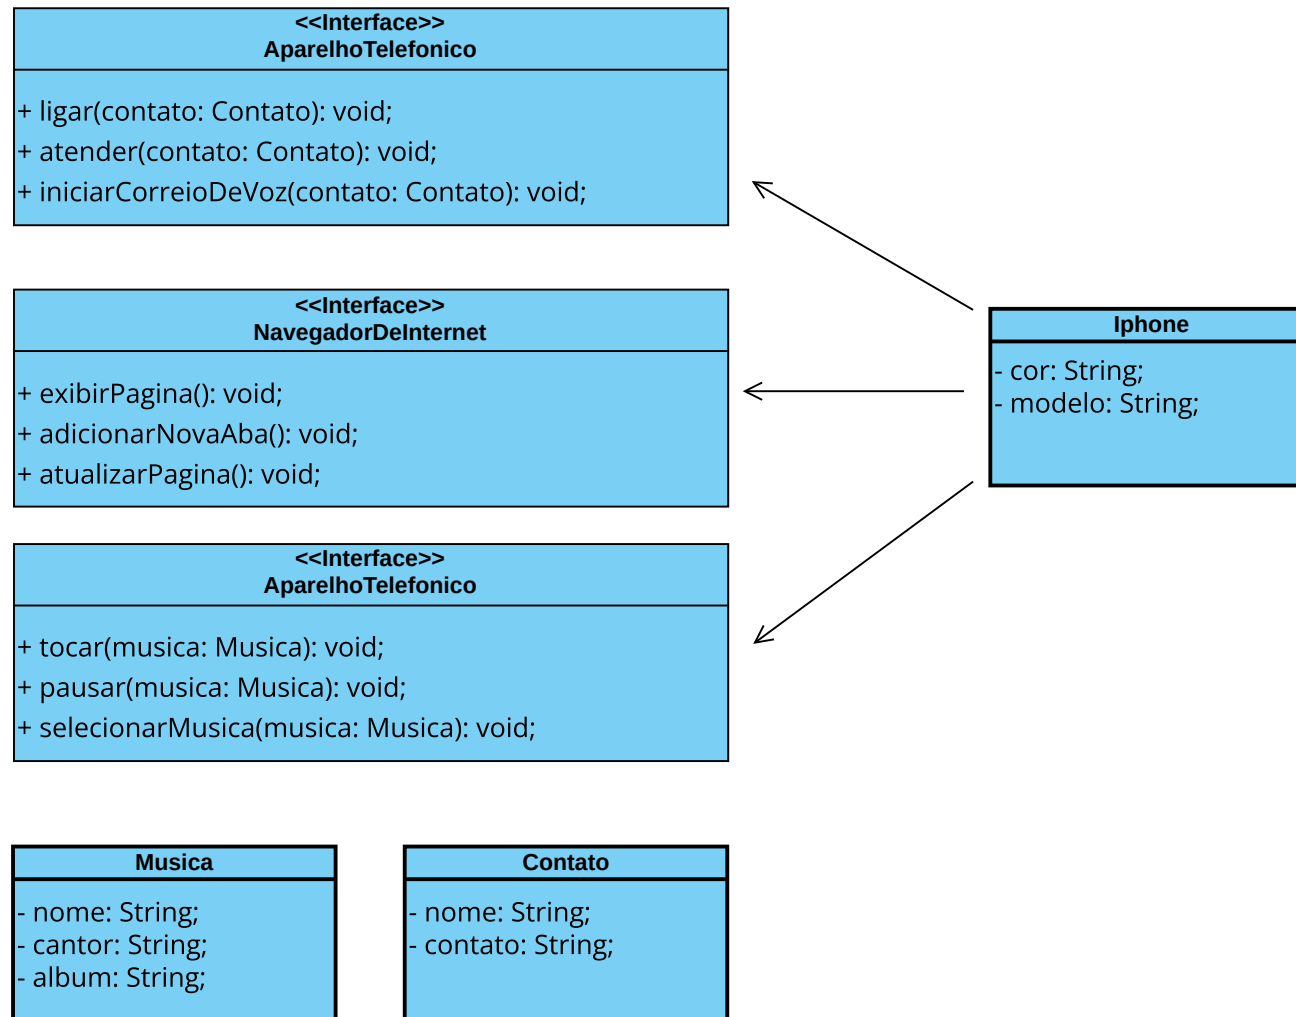 <<Interface>>
AparelhoTelefonico
+ ligar(contato: Contato): void;
+ atender(contato: Contato): void;
+ iniciarCorreioDeVoz(contato: Contato): void;
<<Interface>>
NavegadorDeInternet
+ exibirPagina(): void;
+ adicionarNovaAba(): void;
+ atualizarPagina(): void;
Iphone
- cor: String;
- modelo: String;
<<Interface>>
AparelhoTelefonico
+ tocar(musica: Musica): void;
+ pausar(musica: Musica): void;
+ selecionarMusica(musica: Musica): void;
Musica
- nome: String;
- cantor: String;
- album: String;
Contato
- nome: String;
- contato: String;